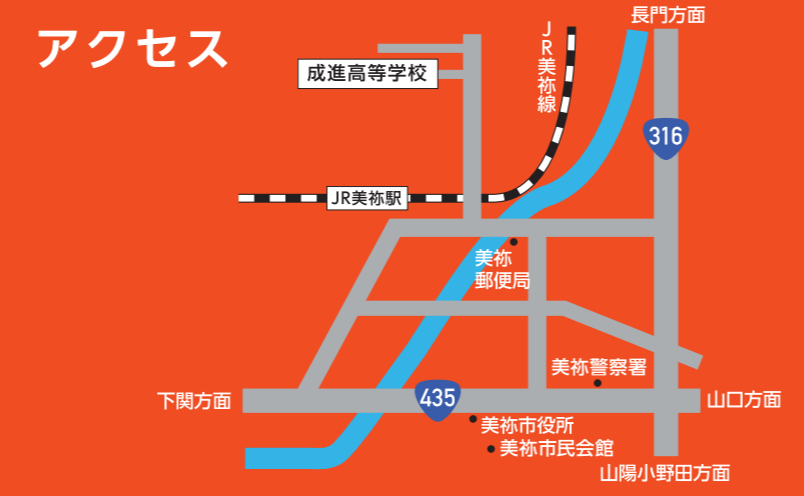 アクセス
長門方面
JR美祢線
成進高等学校
316
JR美祢駅
美祢
郵便局
美祢警察署
下関方面
435
山口方面
美祢市役所
美祢市民会館
山陽小野田方面